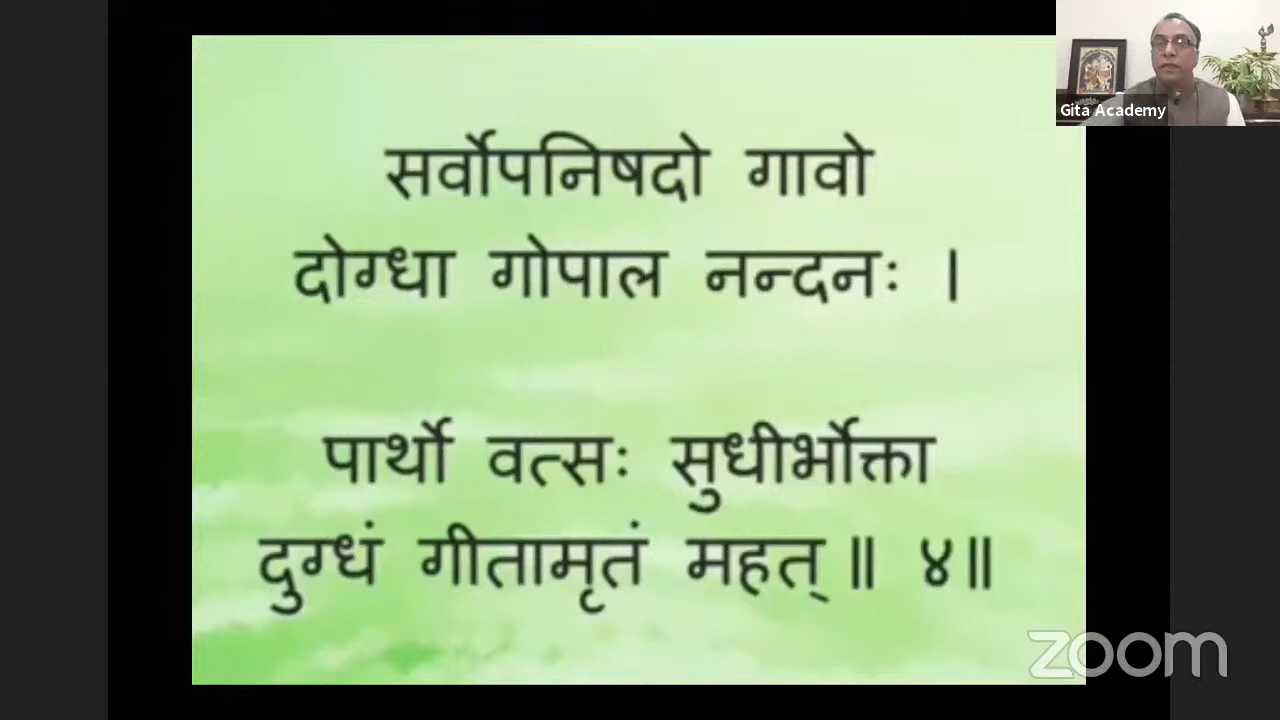 Gita Academy
सर्वोपनिषदो गावो
दोग्धा गोपाल नन्दनः ।
पार्थो वत्सः सुधीर्भोक्ता
दुग्धं गीतामृतं महत् ॥ ४॥
zoom